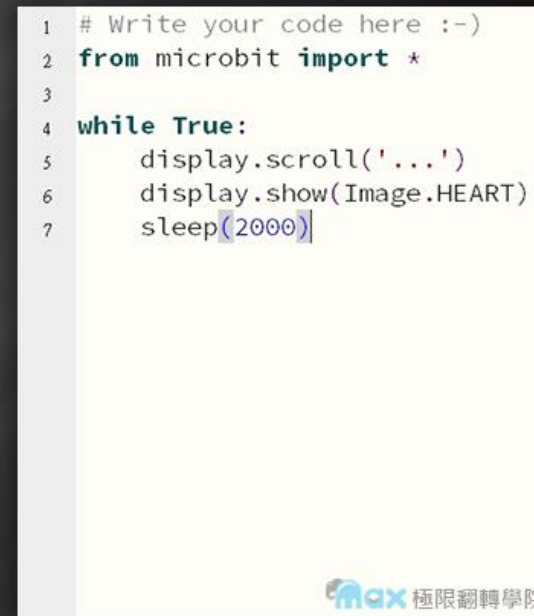 1 # Write your code here :-)
2 from microbit import *
3
4 while True:
5     display.scroll('...')
6     display.show(Image.HEART)
7     sleep(2000)
max 極限翻轉學院